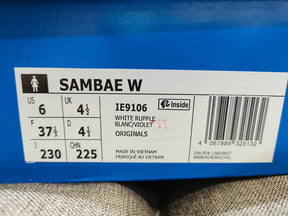 SAMBAE W
US 6 UK 4½
F 37⅓ D 4½
J 230 CHN 225
IE9106
Inside
WHITE RUPPLE
BLANC/VIOLET
ORIGINALS
MADE IN VIETNAM
FABRIQUÉ AU VIETNAM
4 067889 325132